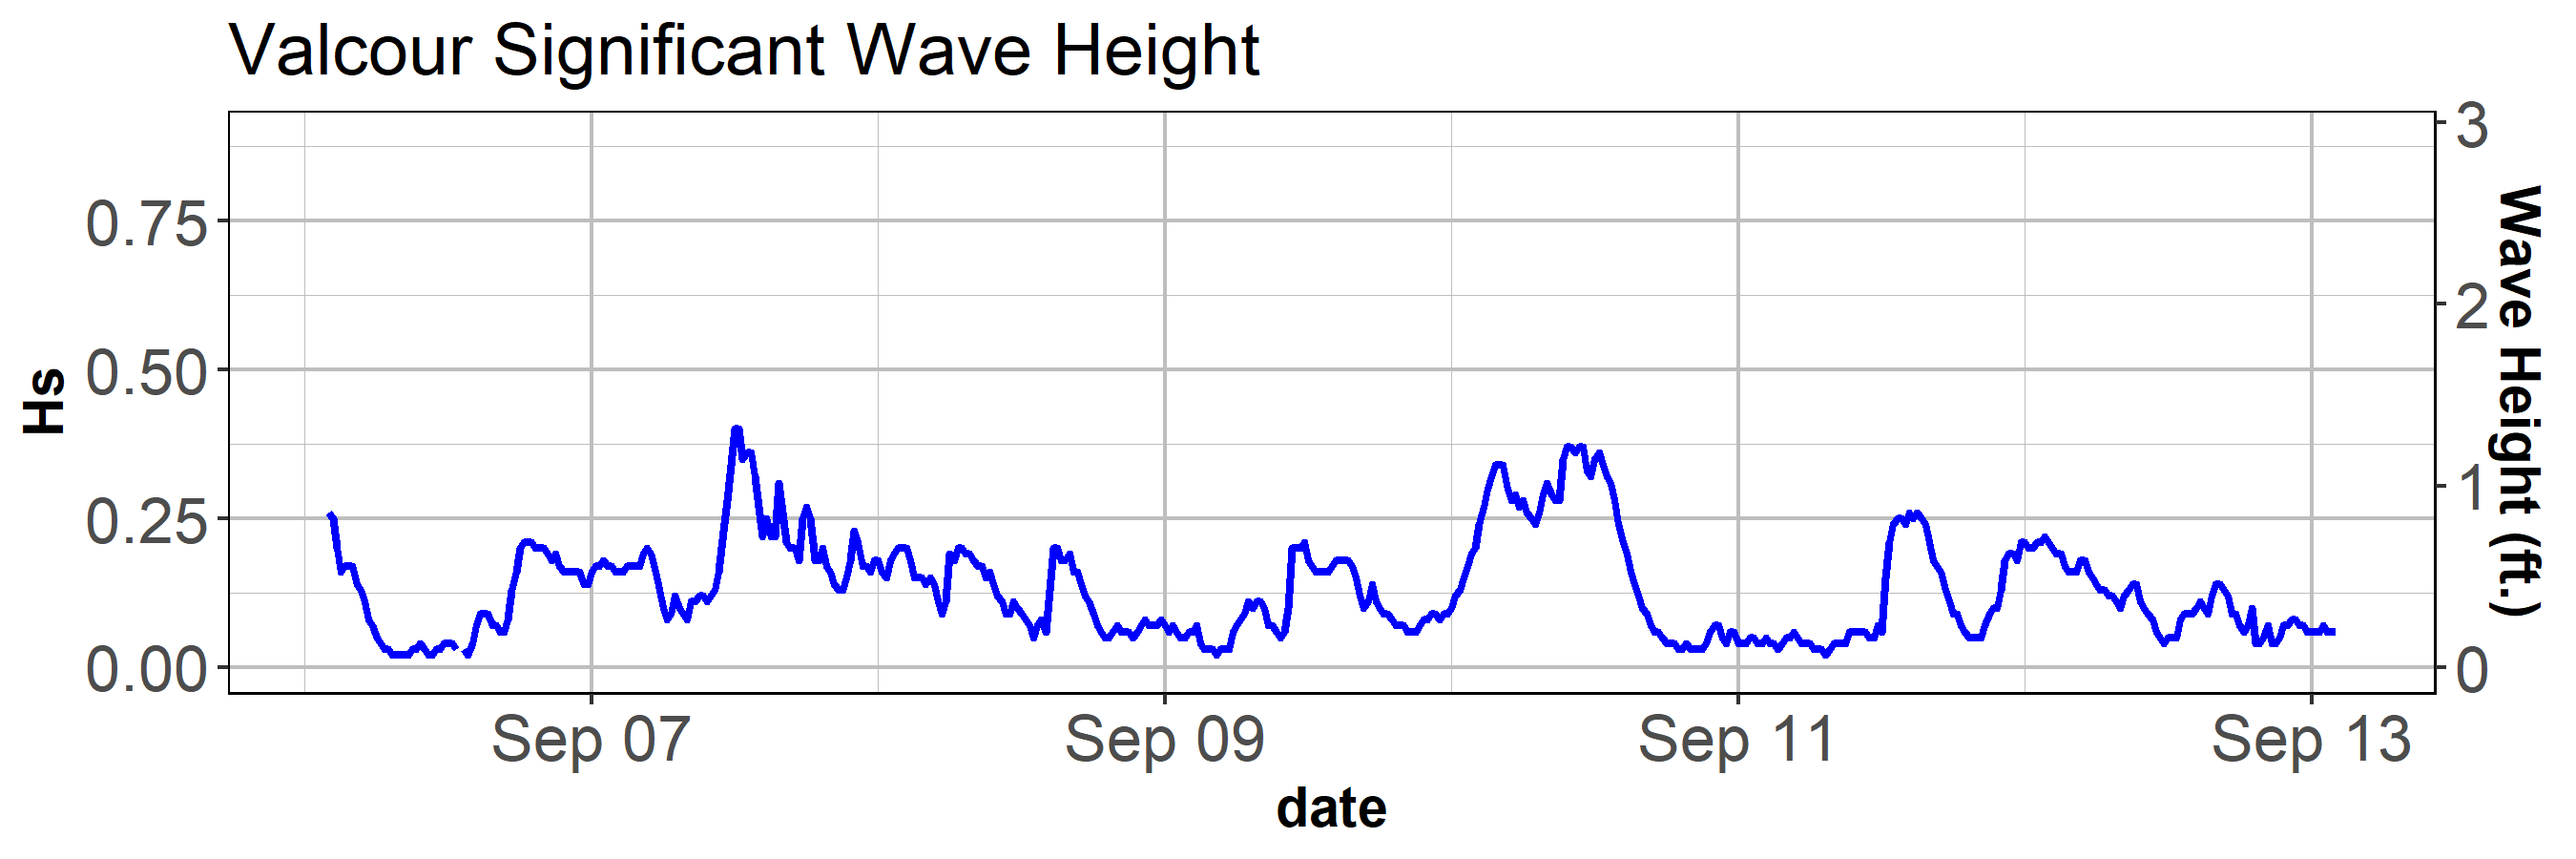 Valcour Significant Wave Height
Hs
0.75
0.50
0.25
0.00
3
2
1
0
Wave Height (ft.)
Sep 07
Sep 09
Sep 11
Sep 13
date